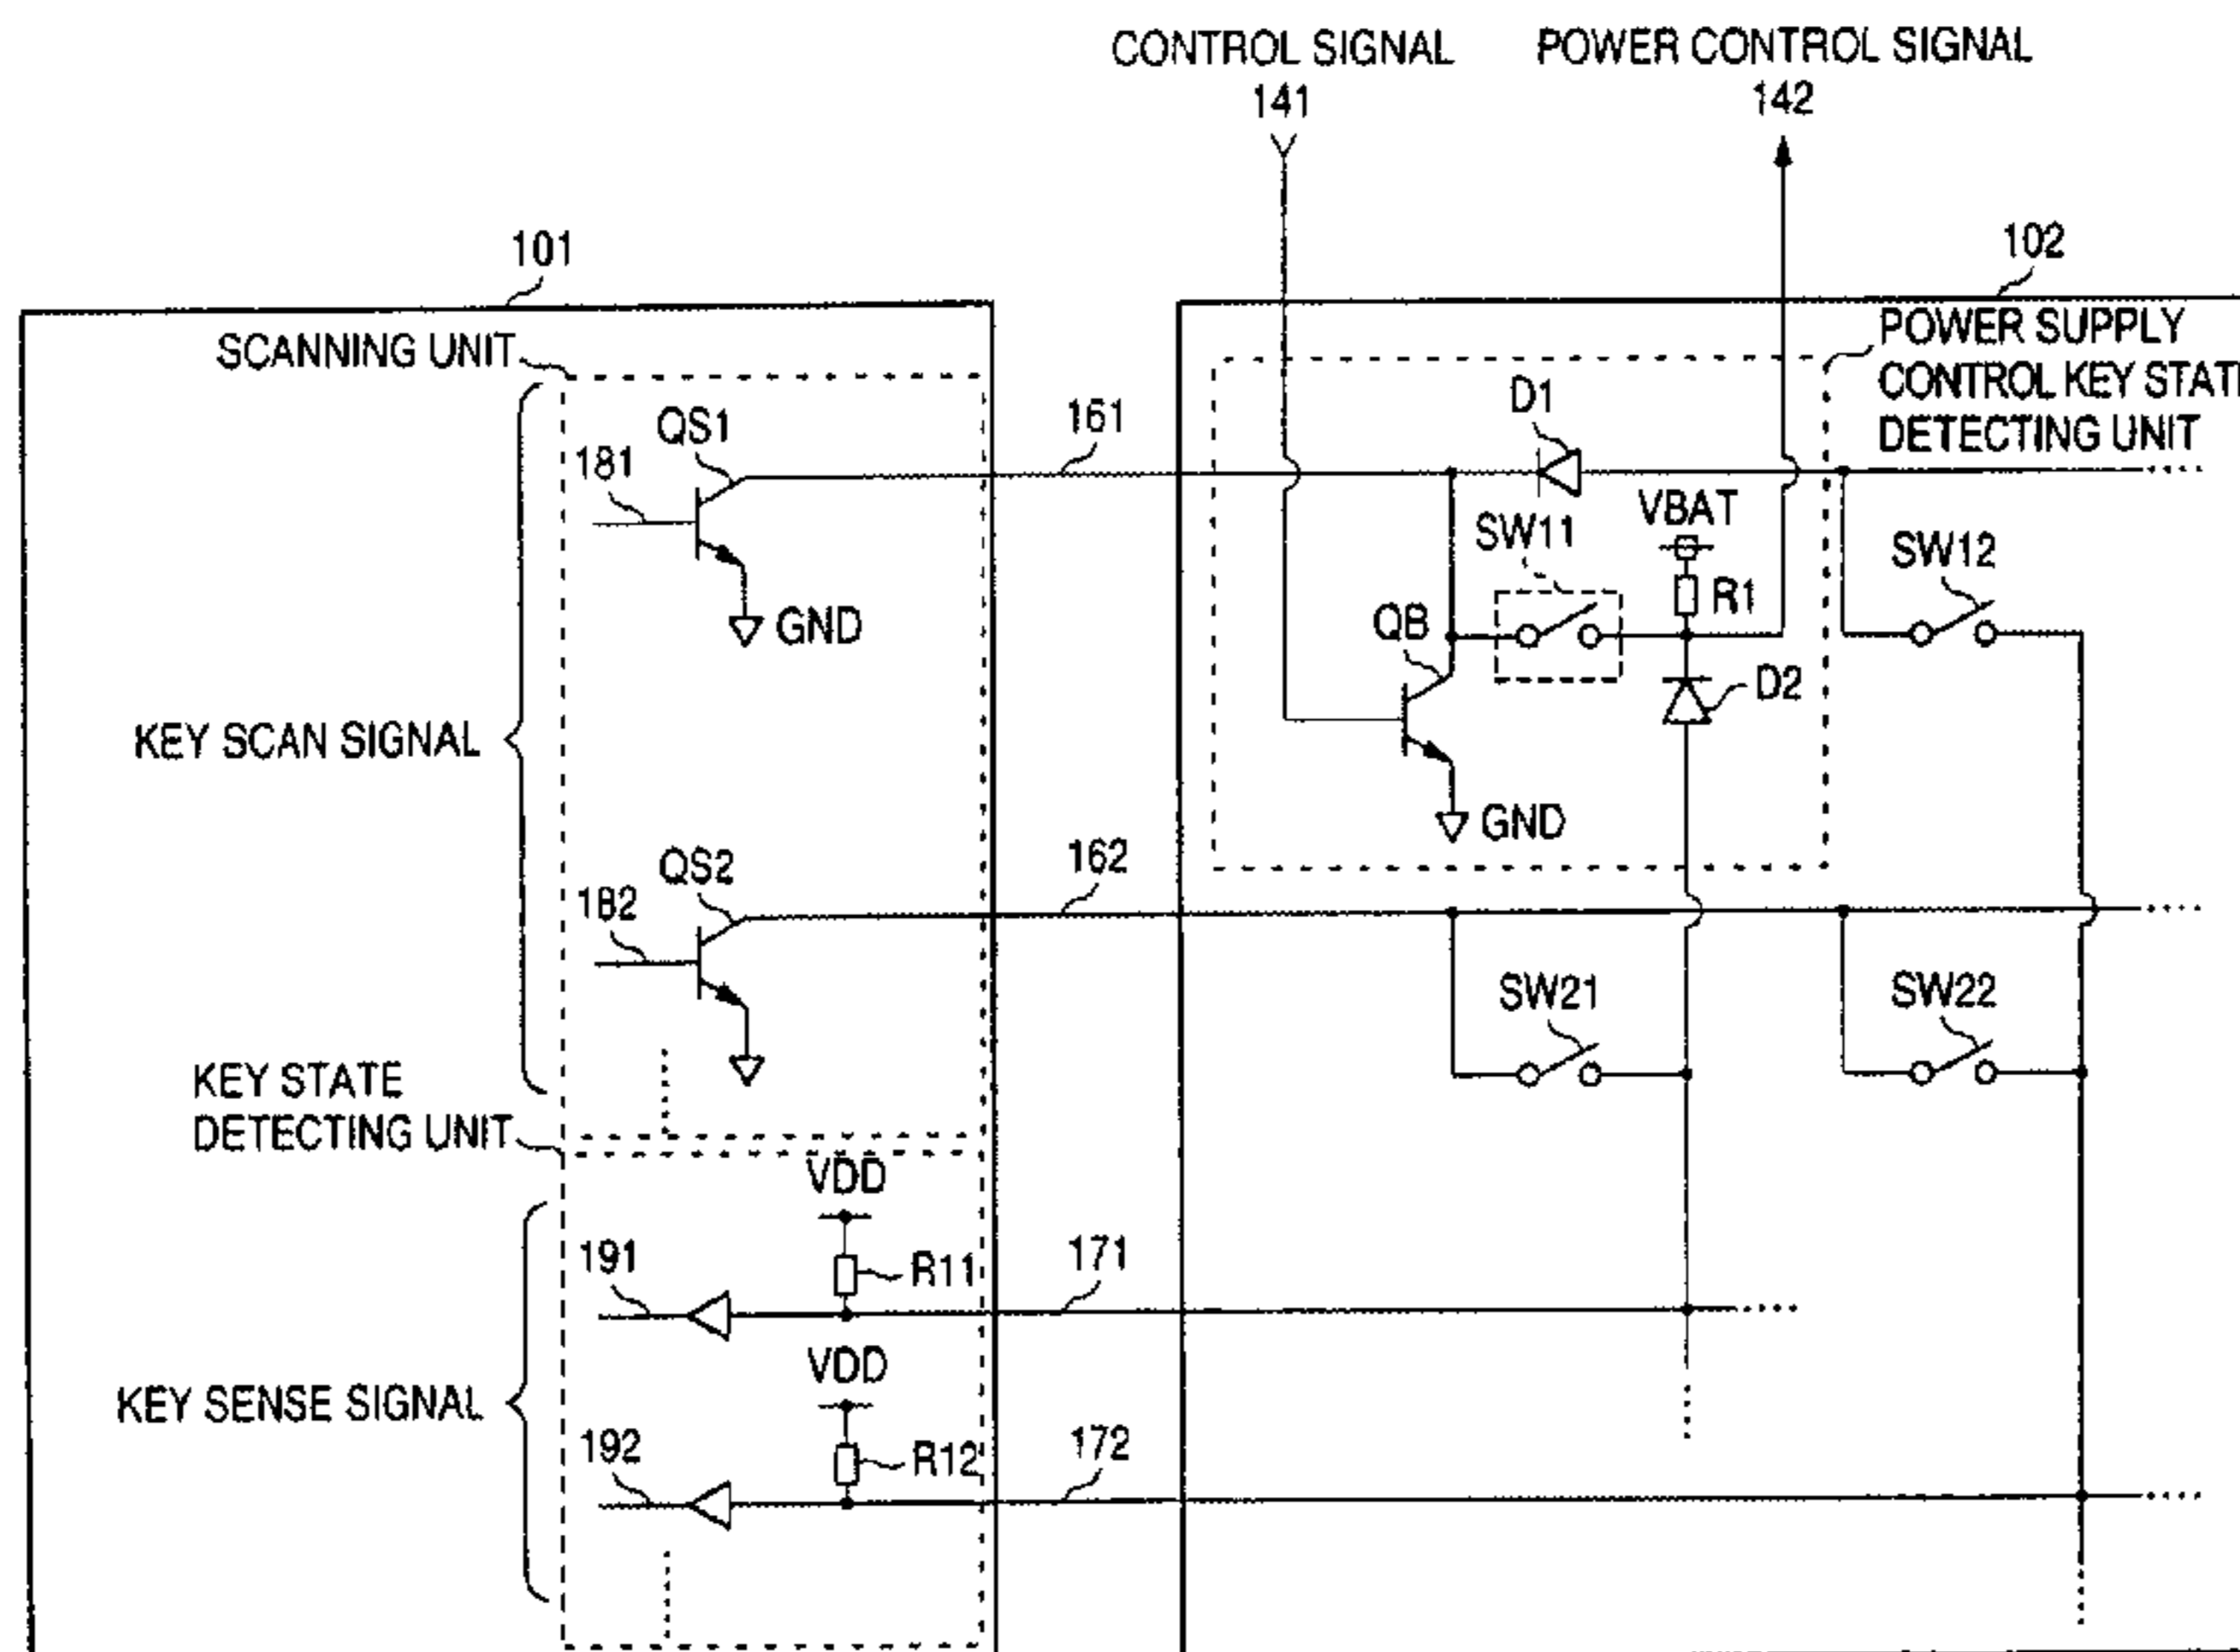 CONTROL SIGNAL
141
POWER CONTROL SIGNAL
142
101
102
SCANNING UNIT
POWER SUPPLY
CONTROL KEY STATE
DETECTING UNIT
QS1
181
161
D1
VBAT
SW11
R1
SW12
GND
QB
D2
KEY SCAN SIGNAL
GND
QS2
182
162
SW21
SW22
KEY STATE
DETECTING UNIT
VDD
191
R11
171
VDD
KEY SENSE SIGNAL
192
R12
172